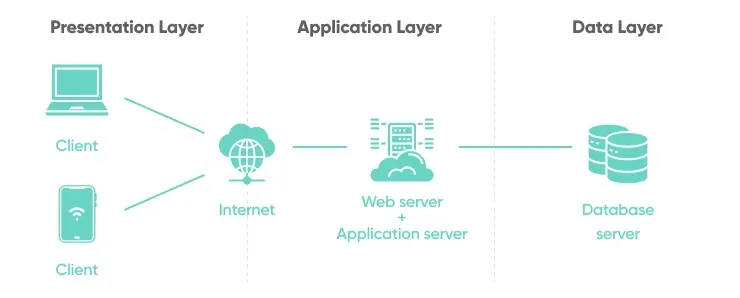 Presentation Layer
Application Layer
Data Layer
Client
Internet
Web server
+
Application server
Database
server
Client